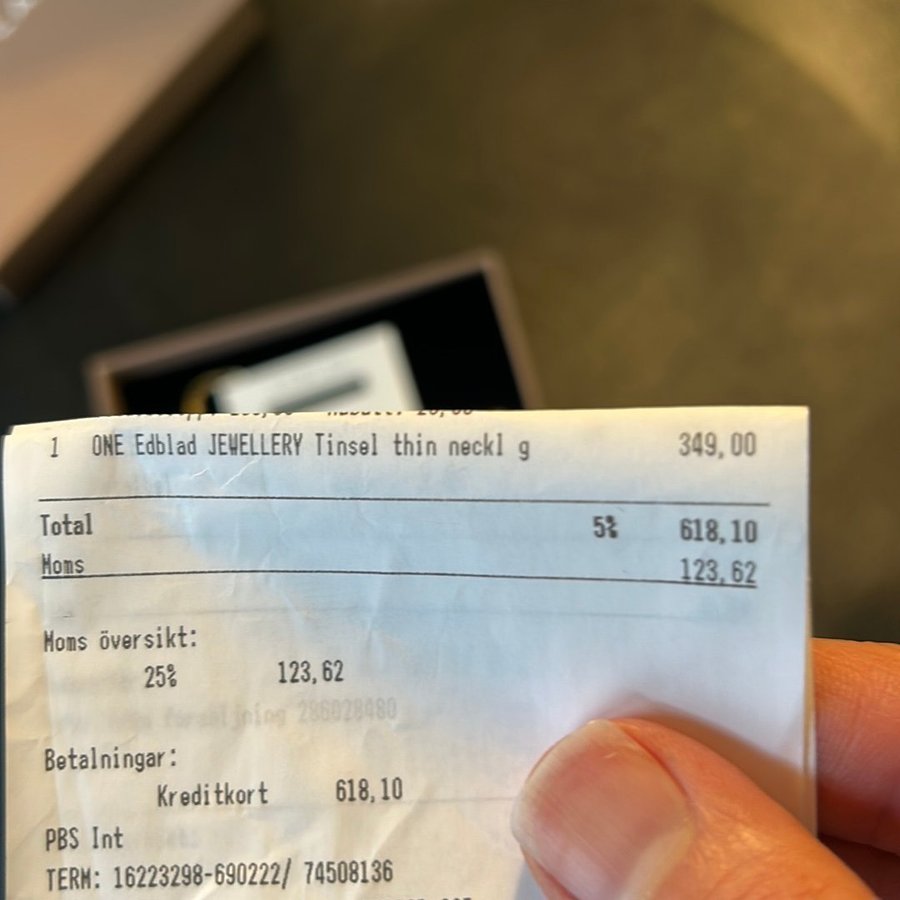 1 ONE Edblad JEWELLERY Tinsel thin neckl g 349,00
Total 5% 618,10
Moms 123,62
Moms översikt:
25% 123,62
286028480
Betalningar:
Kreditkort 618,10
PBS Int
TERM: 16223298-690222/ 74508136